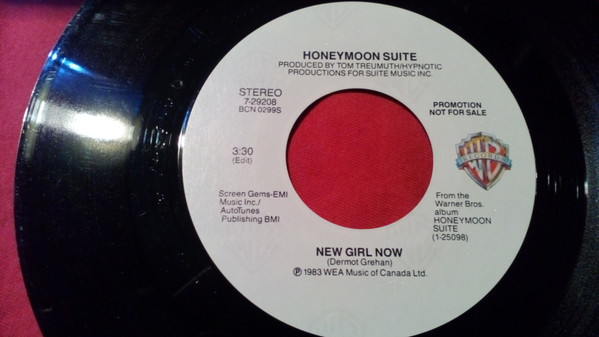 HONEYMOON SUITE
PRODUCED BY TOM TREUMUTH/HYPNOTIC
PRODUCTIONS FOR SUITE MUSIC INC.
STEREO
7-29208
BCN 0299S
PROMOTION
NOT FOR SALE
3:30
(Edit)
WB
RECORDS
Screen Gems-EMI
Music Inc./
AutoTunes
Publishing BMI
From the
Warner Bros.
album
HONEYMOON
SUITE
(1-25098)
NEW GIRL NOW
(Dermot Grehan)
℗ 1983 WEA Music of Canada Ltd.